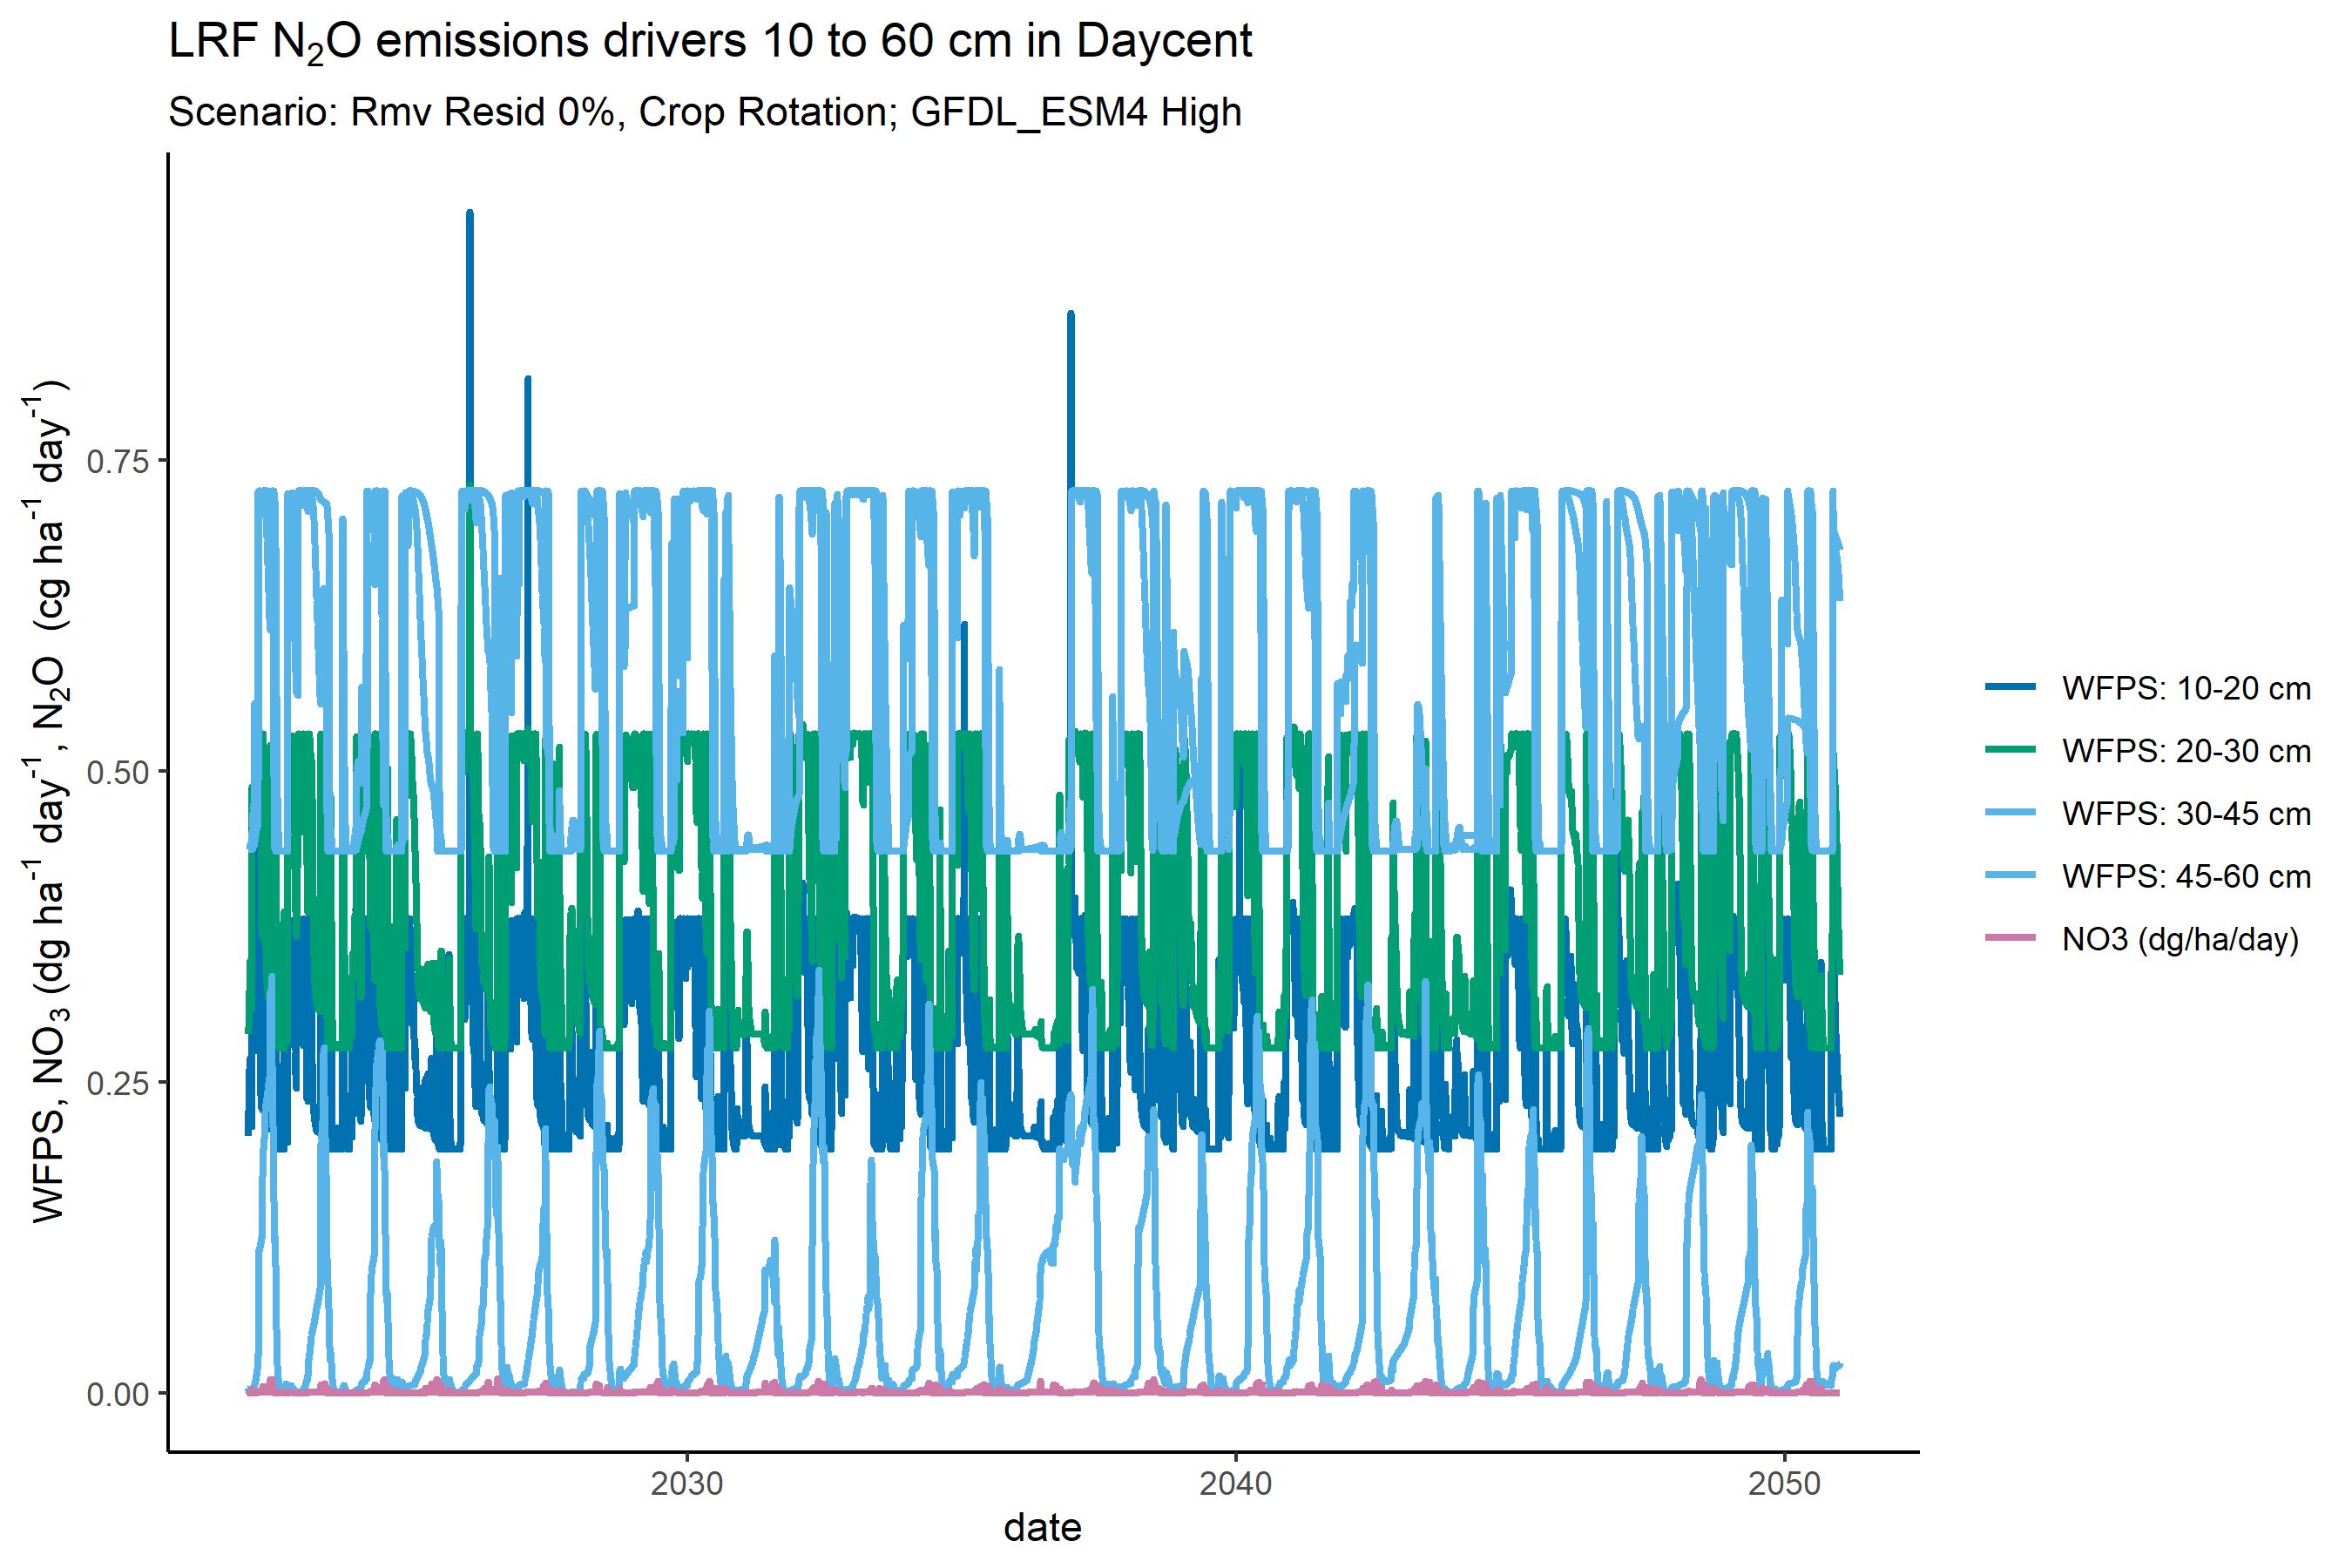 LRF N₂O emissions drivers 10 to 60 cm in Daycent
Scenario: Rmv Resid 0%, Crop Rotation; GFDL_ESM4 High
WFPS, NO₃ (dg ha⁻¹ day⁻¹, N₂O (cg ha⁻¹ day⁻¹)
0.75
0.50
0.25
0.00
2030
2040
2050
date
WFPS: 10-20 cm
WFPS: 20-30 cm
WFPS: 30-45 cm
WFPS: 45-60 cm
NO3 (dg/ha/day)